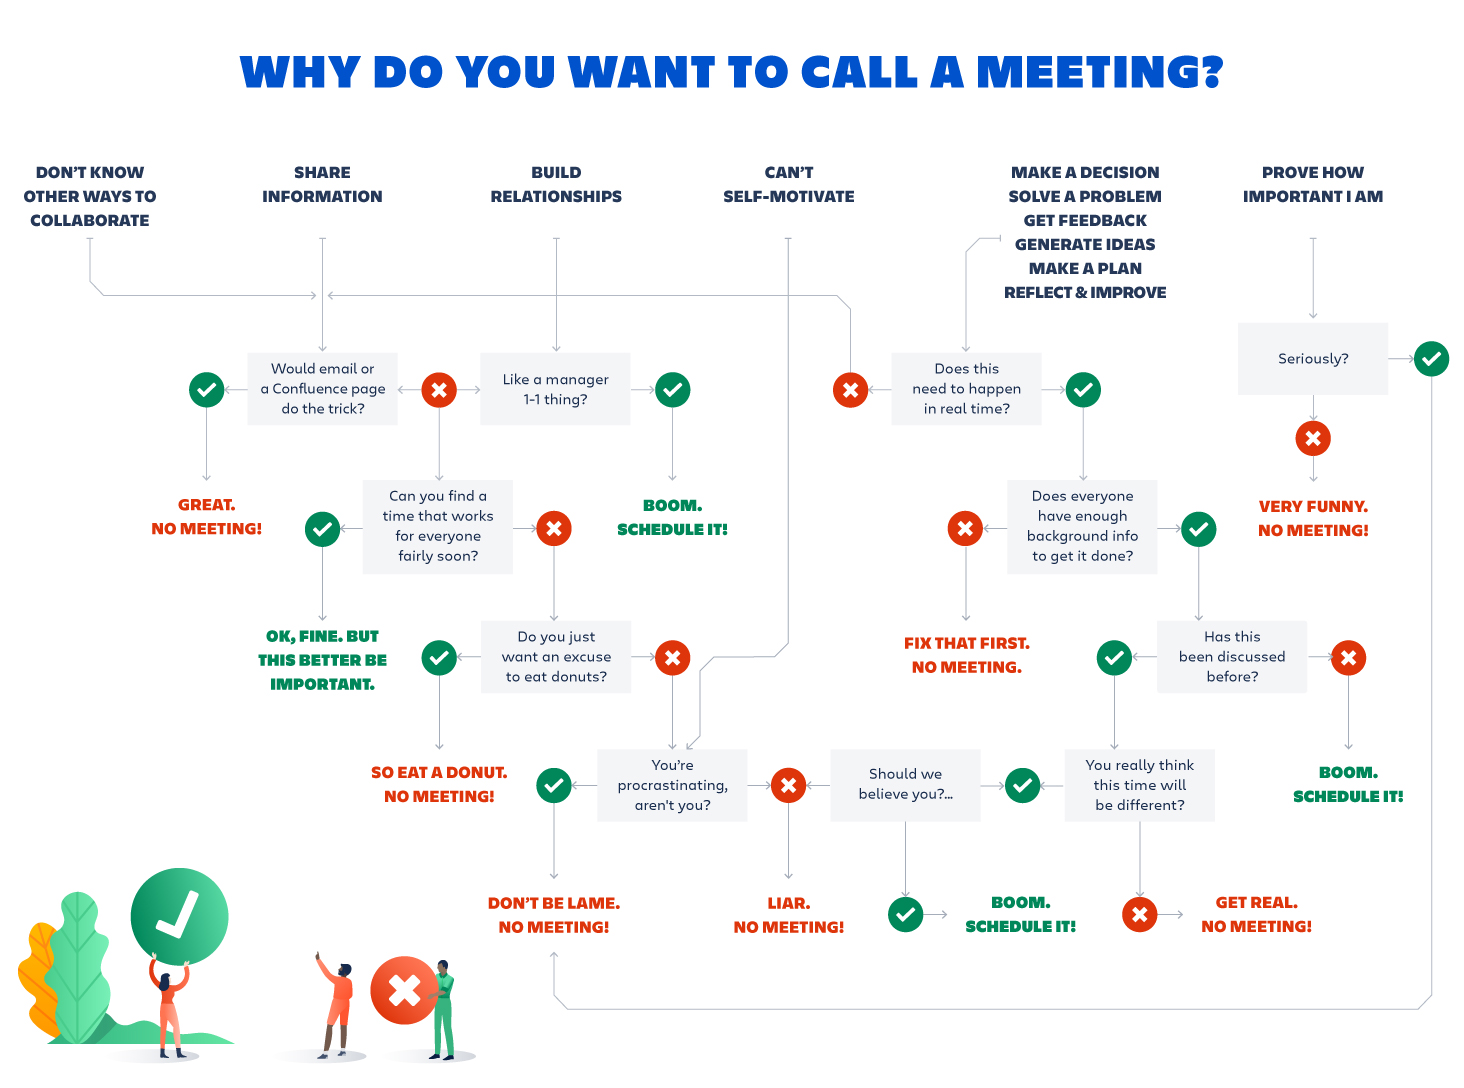 WHY DO YOU WANT TO CALL A MEETING?
DON'T KNOW
OTHER WAYS TO
COLLABORATE
SHARE
INFORMATION
BUILD
RELATIONSHIPS
CAN'T
SELF-MOTIVATE
MAKE A DECISION
SOLVE A PROBLEM
GET FEEDBACK
GENERATE IDEAS
MAKE A PLAN
REFLECT & IMPROVE
PROVE HOW
IMPORTANT I AM
Would email or
a Confluence page
do the trick?
Like a manager
1-1 thing?
Does this
need to happen
in real time?
Seriously?
GREAT.
NO MEETING!
Can you find a
time that works
for everyone
fairly soon?
BOOM.
SCHEDULE IT!
Does everyone
have enough
background info
to get it done?
VERY FUNNY.
NO MEETING!
OK, FINE. BUT
THIS BETTER BE
IMPORTANT.
Do you just
want an excuse
to eat donuts?
FIX THAT FIRST.
NO MEETING.
Has this
been discussed
before?
SO EAT A DONUT.
NO MEETING!
You're
procrastinating,
aren't you?
Should we
believe you?...
You really think
this time will
be different?
BOOM.
SCHEDULE IT!
DON'T BE LAME.
NO MEETING!
LIAR.
NO MEETING!
BOOM.
SCHEDULE IT!
GET REAL.
NO MEETING!